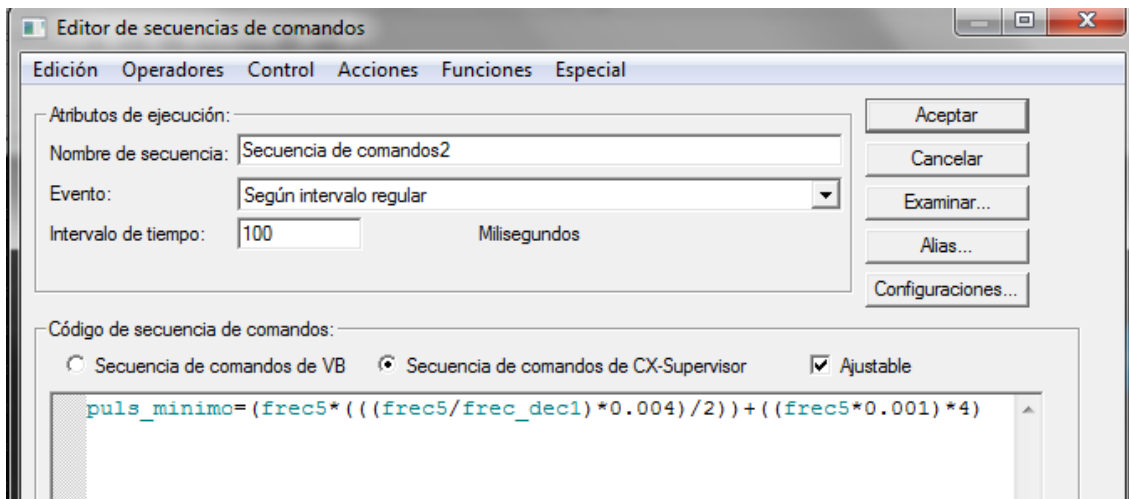 Editor de secuencias de comandos
Edición Operadores Control Acciones Funciones Especial
Atributos de ejecución:
Nombre de secuencia: Secuencia de comandos2
Evento: Según intervalo regular
Intervalo de tiempo: 100 Milisegundos
Aceptar
Cancelar
Examinar...
Alias...
Configuraciones...
Código de secuencia de comandos:
Secuencia de comandos de VB Secuencia de comandos de CX-Supervisor Ajustable
puls_minimo=(frec5*(((frec5/frec_dec1)*0.004)/2))+((frec5*0.001)*4)